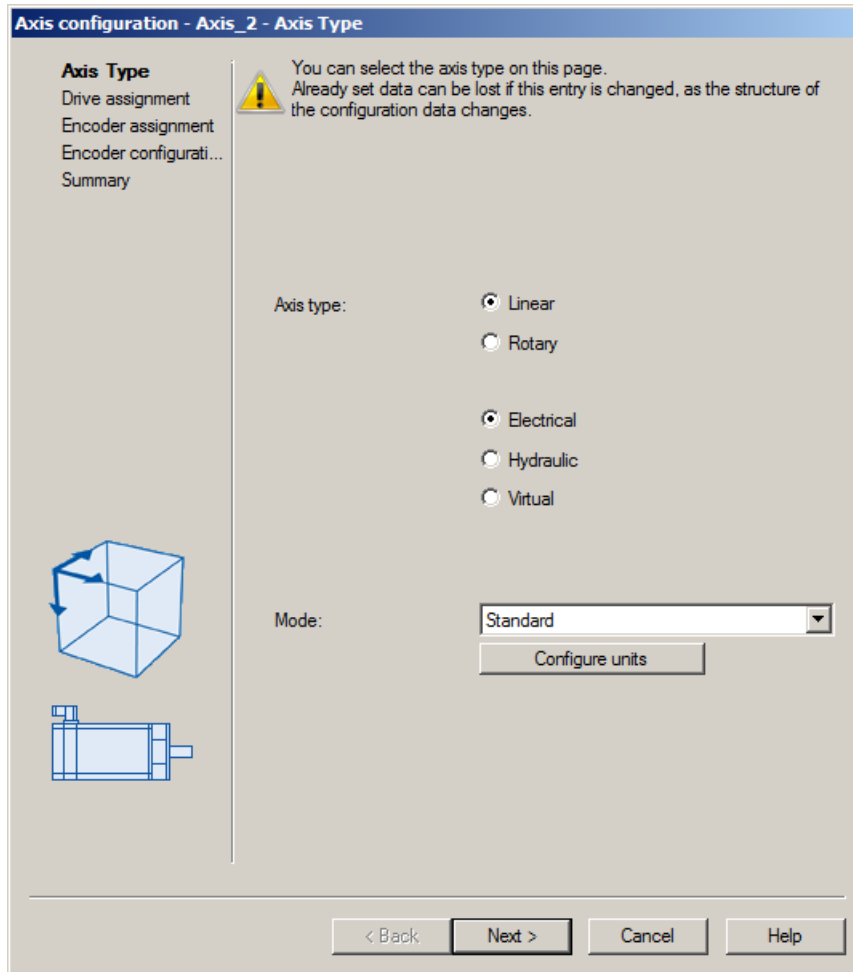 Axis configuration - Axis_2 - Axis Type
Axis Type
Drive assignment
Encoder assignment
Encoder configurati...
Summary
You can select the axis type on this page.
Already set data can be lost if this entry is changed, as the structure of
the configuration data changes.
Axis type:
Linear
Rotary
Electrical
Hydraulic
Virtual
Mode:
Standard
Configure units
< Back
Next >
Cancel
Help